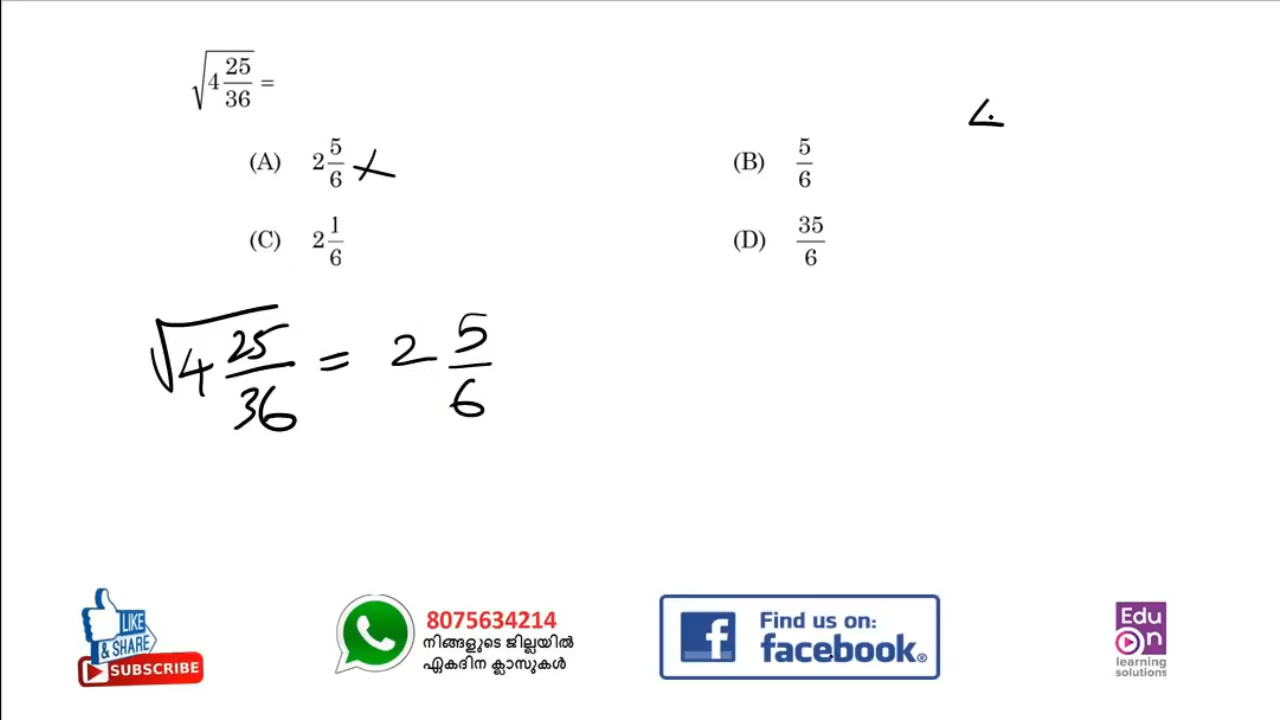 √4 25/36 =
(A) 2 5/6 ×
(B) 5/6
(C) 2 1/6
(D) 35/6
√4 25/36 = 2 5/6
LIKE
& SHARE
SUBSCRIBE
8075634214
നിങ്ങളുടെ ജില്ലയിൽ
ഏകദിന ക്ലാസുകൾ
Find us on:
facebook®
Edu
On
learning
solutions